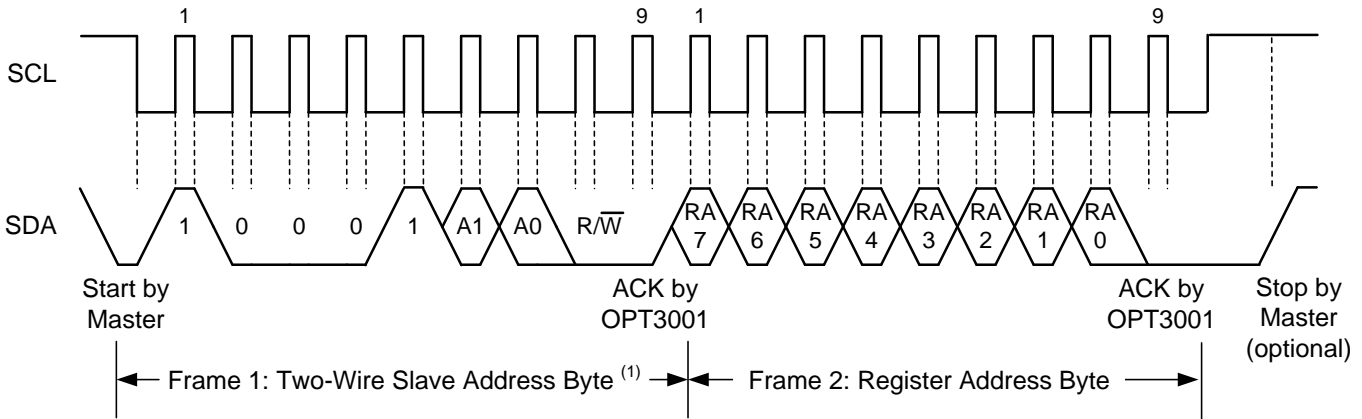 1 9 1 9
SCL
SDA 1 0 0 0 1 A1 A0 R/W̅ RA 7 RA 6 RA 5 RA 4 RA 3 RA 2 RA 1 RA 0
Start by Master
ACK by OPT3001
ACK by OPT3001
Stop by Master (optional)
Frame 1: Two-Wire Slave Address Byte (1)
Frame 2: Register Address Byte